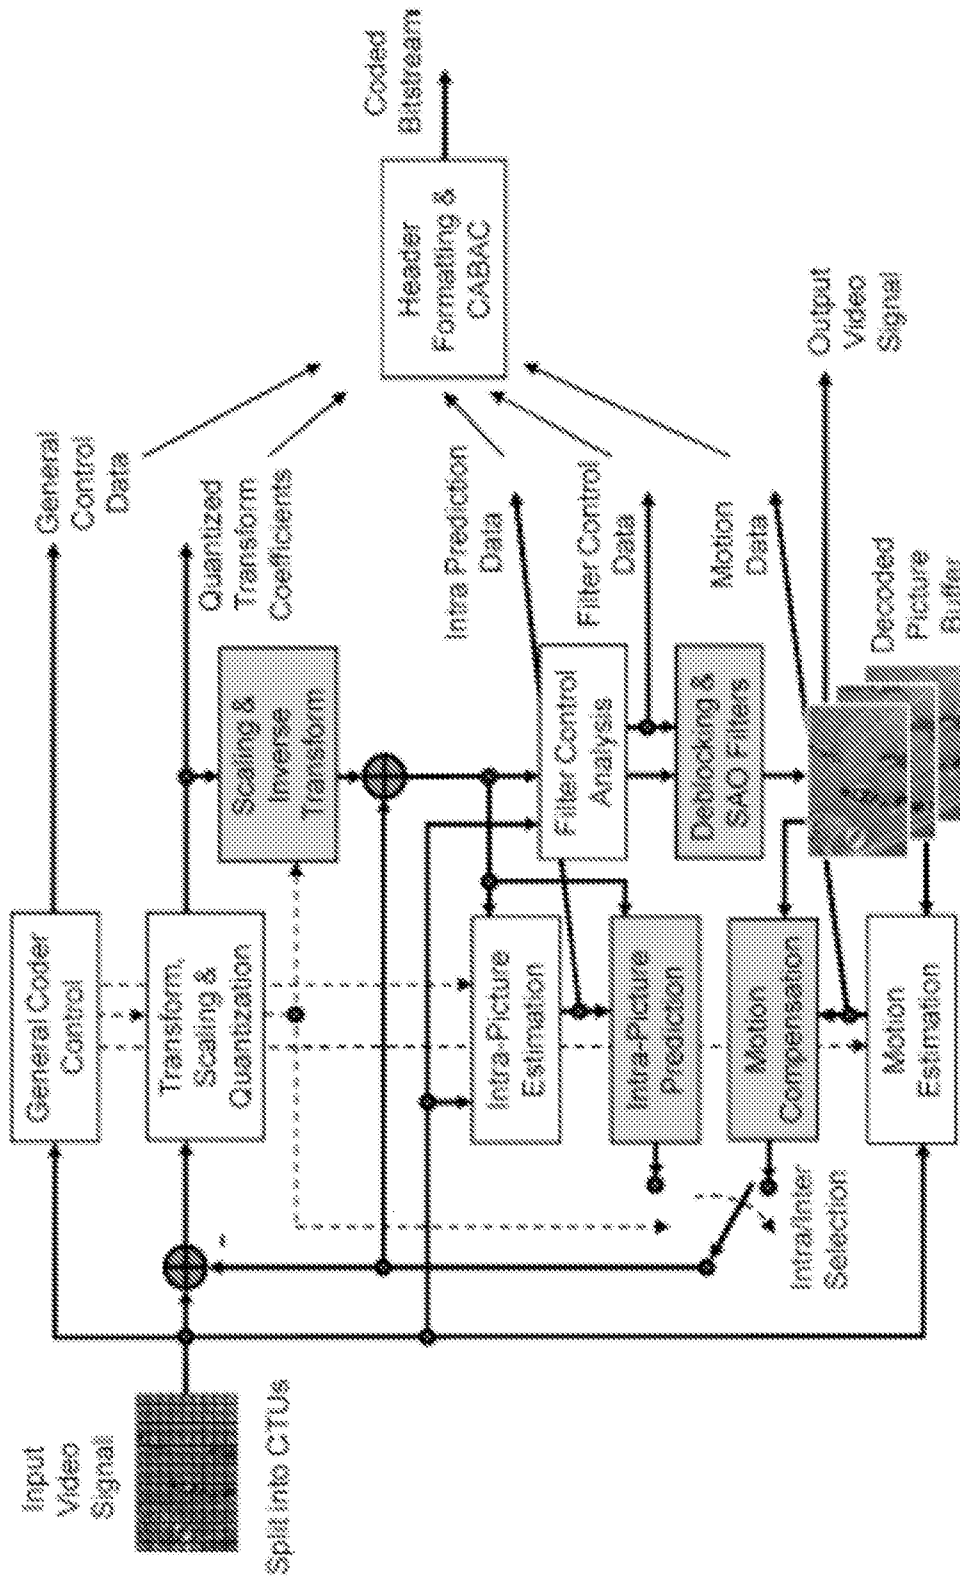 Input
Video
Signal
Split into CTUs
General Coder
Control
Transform,
Scaling &
Quantization
Scaling &
Inverse
Transform
Intra-Picture
Estimation
Intra-Picture
Prediction
Motion
Compensation
Motion
Estimation
Intra/Inter
Selection
Filter Control
Analysis
Deblocking &
SAO Filters
General
Control
Data
Quantized
Transform
Coefficients
Intra Prediction
Data
Filter Control
Data
Motion
Data
Decoded
Picture
Buffer
Output
Video
Signal
Header
Formatting &
CABAC
Coded
Bitstream
-